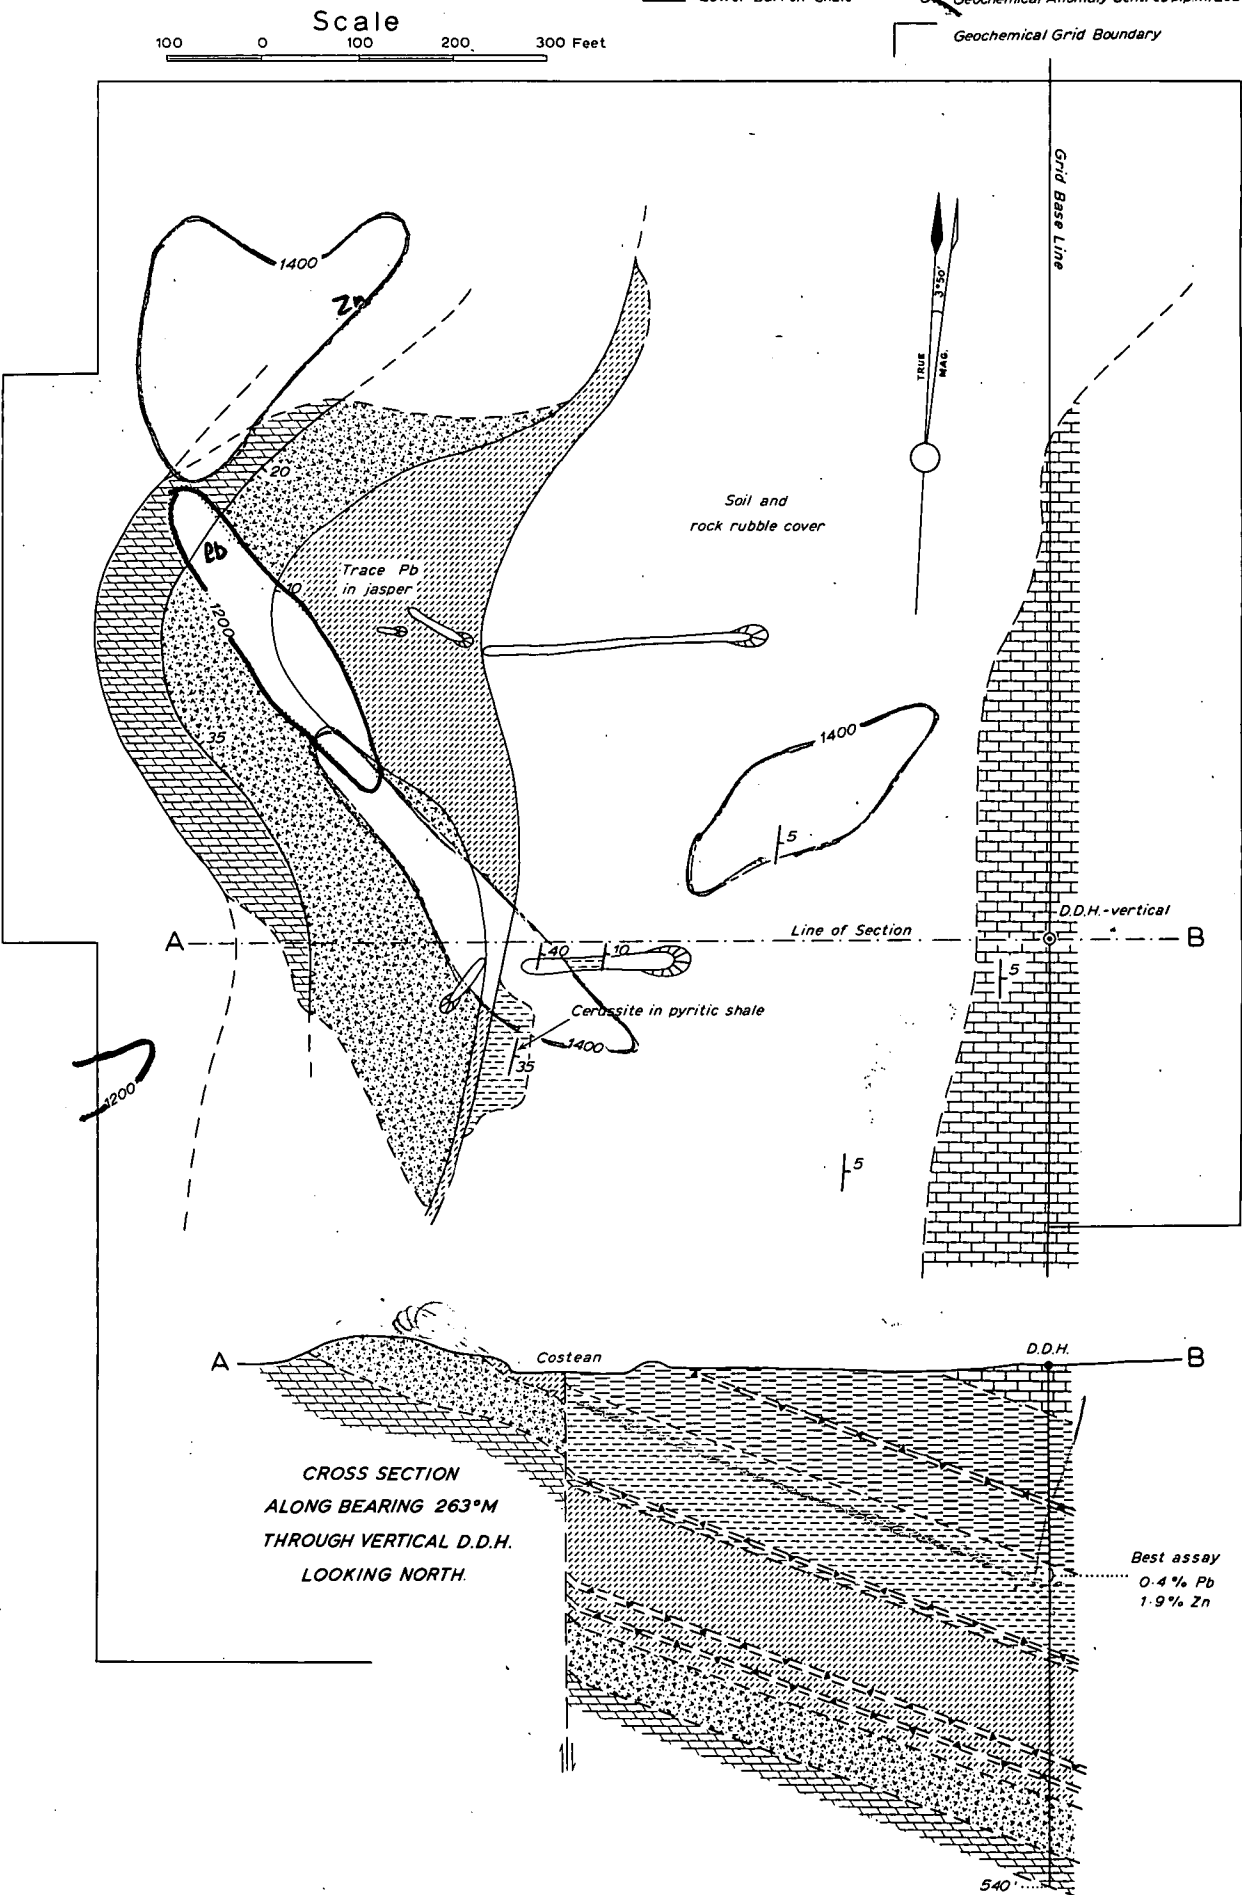 Scale
100 0 100 200 300 Feet
Geochemical Grid Boundary
Grid Base Line
1400
Zn
3°50'
TRUE
MAG.
20
Soil and
rock rubble cover
Pb
Trace Pb
in jasper
10
1200
35
1400
5
D.D.H.-vertical
A
Line of Section
B
40
10
5
Cerussite in pyritic shale
1400
35
1200
5
A
Costean
D.D.H.
B
CROSS SECTION
ALONG BEARING 263°M
THROUGH VERTICAL D.D.H.
LOOKING NORTH.
Best assay
0·4% Pb
1·9% Zn
540'